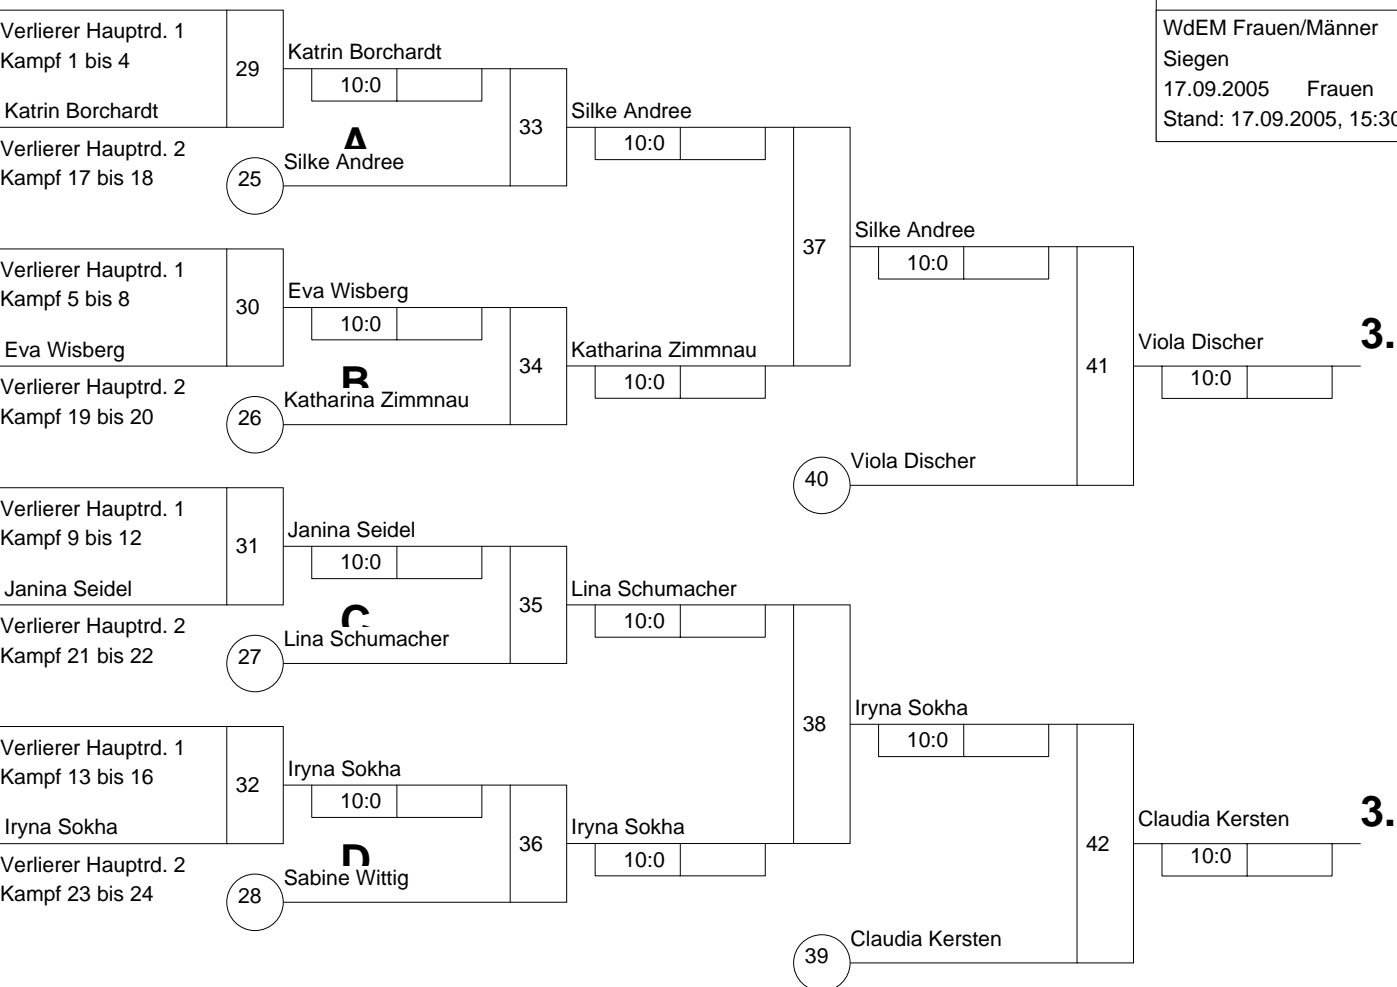 WdEM Frauen/Männer
Siegen
17.09.2005 Frauen
Stand: 17.09.2005, 15:30
Verlierer Hauptrd. 1
Kampf 1 bis 4
29
Katrin Borchardt
10:0
Katrin Borchardt
A
33
Silke Andree
10:0
Verlierer Hauptrd. 2
Kampf 17 bis 18
25
Silke Andree
37
Silke Andree
10:0
Verlierer Hauptrd. 1
Kampf 5 bis 8
30
Eva Wisberg
10:0
Eva Wisberg
B
34
Katharina Zimmnau
10:0
41
Viola Discher
10:0
3.
Verlierer Hauptrd. 2
Kampf 19 bis 20
26
Katharina Zimmnau
40
Viola Discher
Verlierer Hauptrd. 1
Kampf 9 bis 12
31
Janina Seidel
10:0
Janina Seidel
C
35
Lina Schumacher
10:0
Verlierer Hauptrd. 2
Kampf 21 bis 22
27
Lina Schumacher
38
Iryna Sokha
10:0
Verlierer Hauptrd. 1
Kampf 13 bis 16
32
Iryna Sokha
10:0
Iryna Sokha
D
36
Iryna Sokha
10:0
42
Claudia Kersten
10:0
3.
Verlierer Hauptrd. 2
Kampf 23 bis 24
28
Sabine Wittig
39
Claudia Kersten